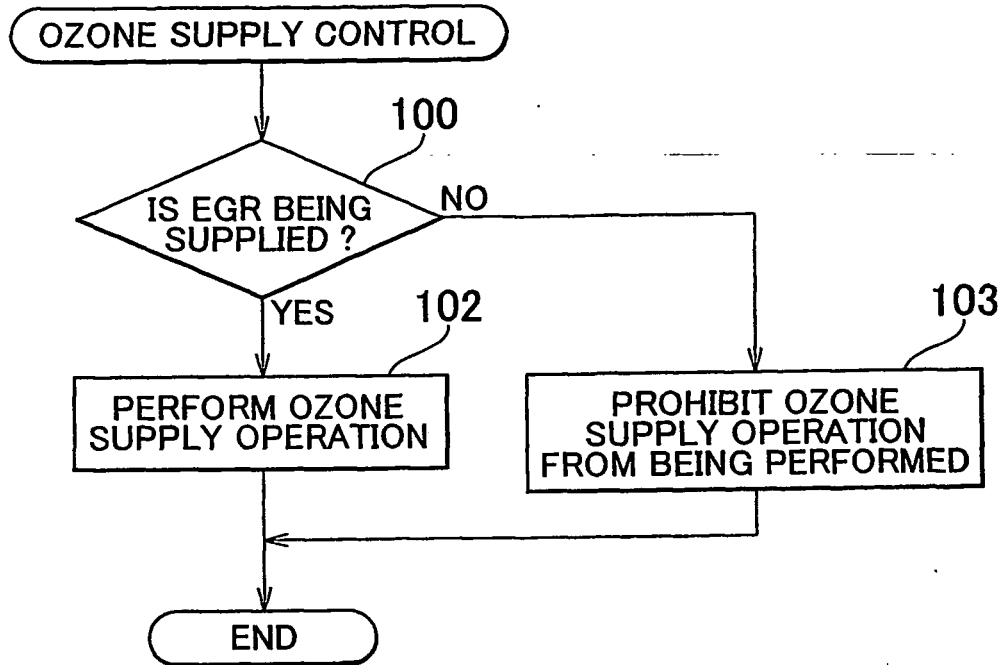 OZONE SUPPLY CONTROL
100
IS EGR BEING
SUPPLIED ?
NO
YES
102
103
PERFORM OZONE
SUPPLY OPERATION
PROHIBIT OZONE
SUPPLY OPERATION
FROM BEING PERFORMED
END